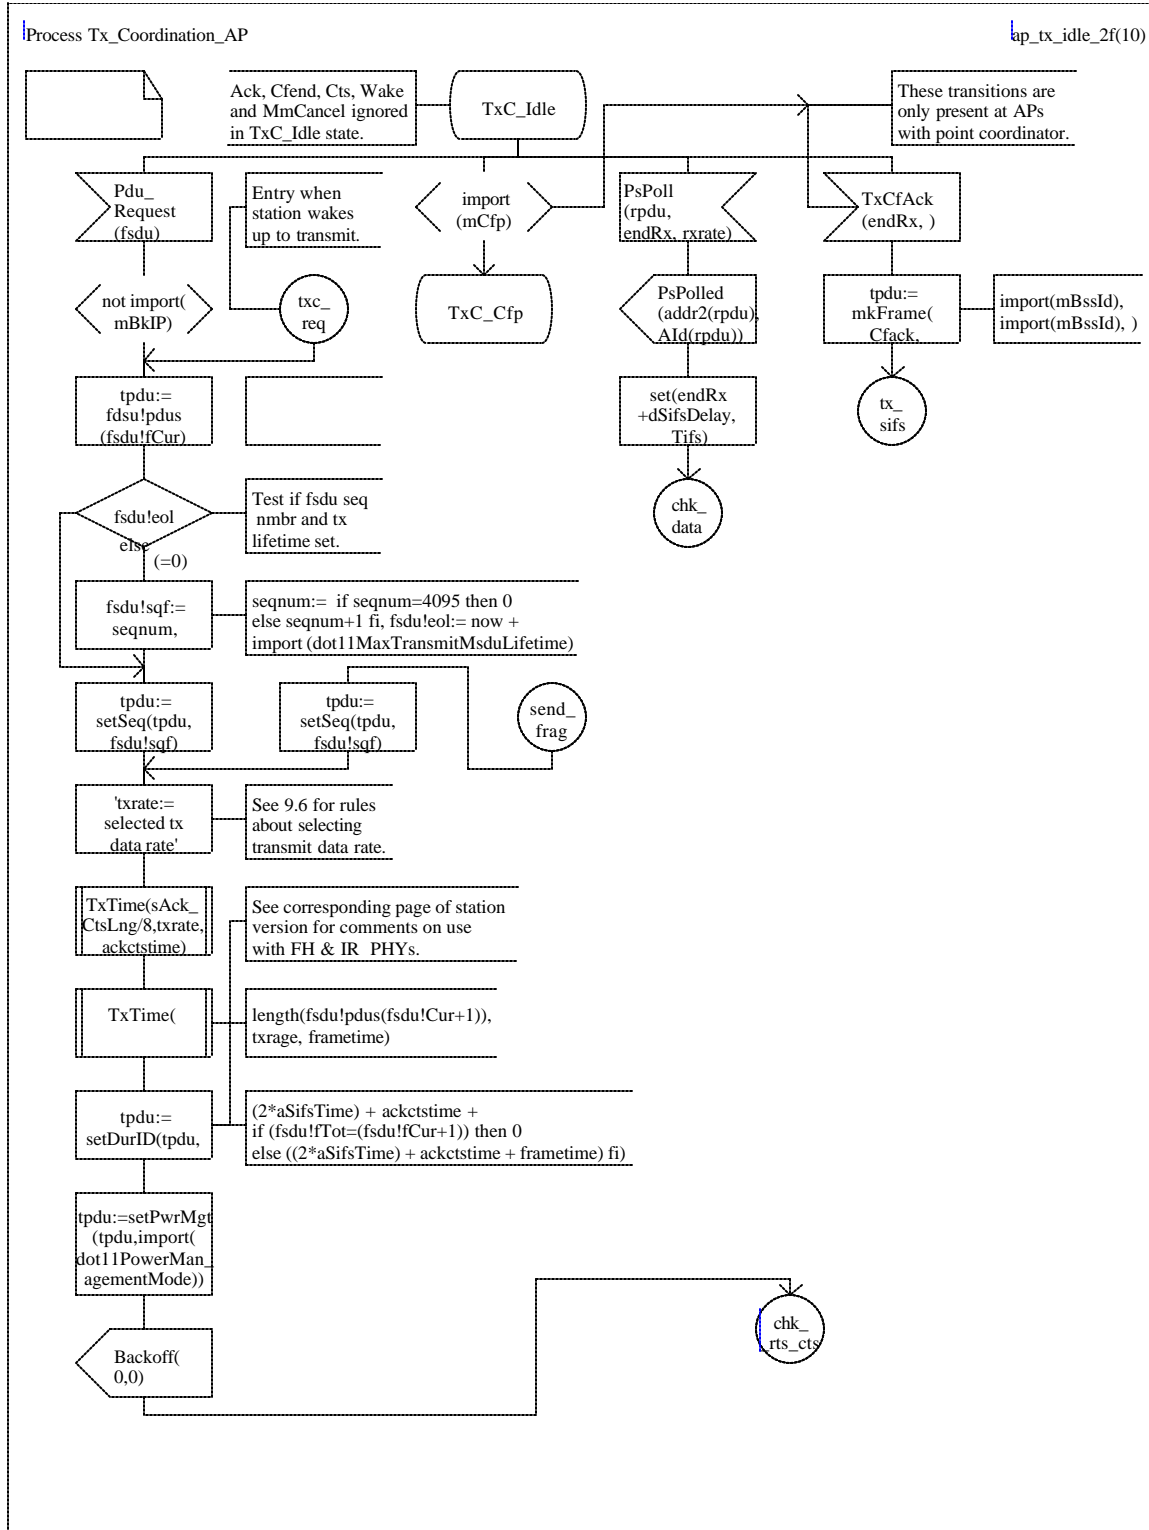 Process Tx_Coordination_AP
ap_tx_idle_2f(10)
Ack, Cfend, Cts, Wake
and MmCancel ignored
in TxC_Idle state.
TxC_Idle
These transitions are
only present at APs
with point coordinator.
Pdu_
Request
(fsdu)
Entry when
station wakes
up to transmit.
import
(mCfp)
PsPoll
(rpdu,
endRx, rxrate)
TxCfAck
(endRx, )
not import(
mBkIP)
txc_
req
TxC_Cfp
PsPolled
(addr2(rpdu),
AId(rpdu))
tpdu:=
mkFrame(
Cfack,
import(mBssId),
import(mBssId), )
tpdu:=
fdsu!pdus
(fsdu!fCur)
set(endRx
+dSifsDelay,
Tifs)
tx_
sifs
fsdu!eol
else
(=0)
Test if fsdu seq
nmbr and tx
lifetime set.
chk_
data
fsdu!sqf:=
seqnum,
seqnum:=  if seqnum=4095 then 0
else seqnum+1 fi, fsdu!eol:= now +
import (dot11MaxTransmitMsduLifetime)
tpdu:=
setSeq(tpdu,
fsdu!sqf)
tpdu:=
setSeq(tpdu,
fsdu!sqf)
send_
frag
'txrate:=
selected tx
data rate'
See 9.6 for rules
about selecting
transmit data rate.
TxTime(sAck_
CtsLng/8,txrate,
ackctstime)
See corresponding page of station
version for comments on use
with FH & IR  PHYs.
TxTime(
length(fsdu!pdus(fsdu!Cur+1)),
txrage, frametime)
tpdu:=
setDurID(tpdu,
(2*aSifsTime) + ackctstime +
if (fsdu!fTot=(fsdu!fCur+1)) then 0
else ((2*aSifsTime) + ackctstime + frametime) fi)
tpdu:=setPwrMgt
(tpdu,import(
dot11PowerMan_
agementMode))
Backoff(
0,0)
chk_
_rts_cts